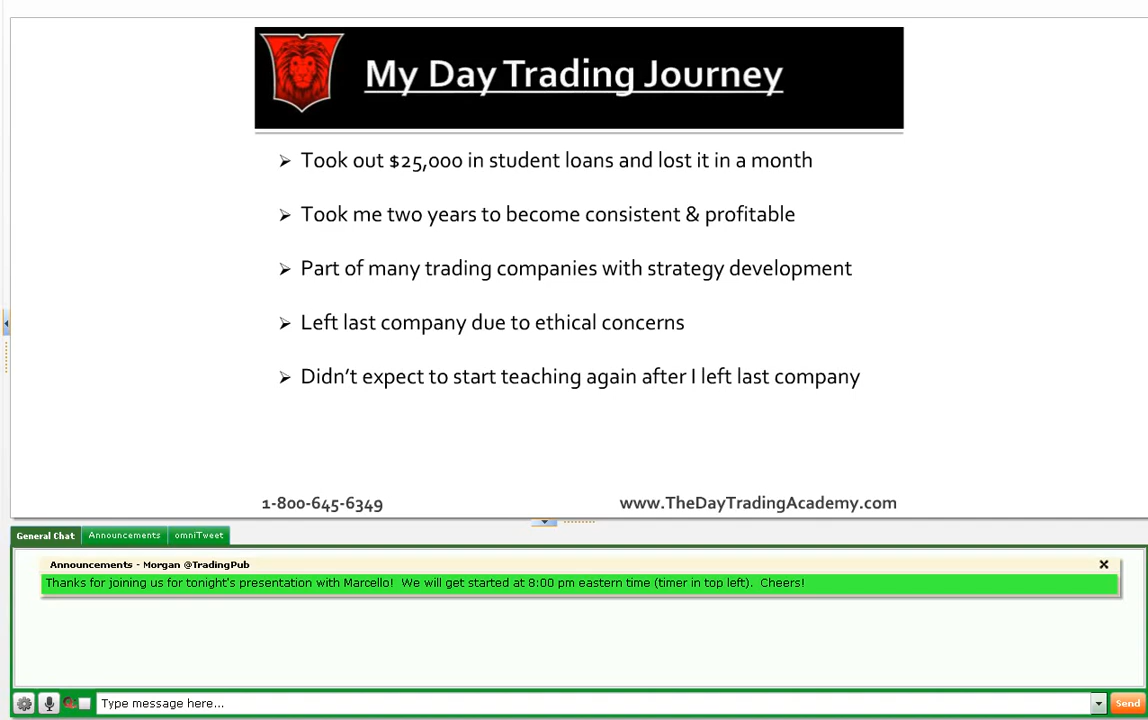 My Day Trading Journey
➢ Took out $25,000 in student loans and lost it in a month
➢ Took me two years to become consistent & profitable
➢ Part of many trading companies with strategy development
➢ Left last company due to ethical concerns
➢ Didn't expect to start teaching again after I left last company
1-800-645-6349 www.TheDayTradingAcademy.com
General Chat Announcements omniTweet
Announcements - Morgan @TradingPub
Thanks for joining us for tonight's presentation with Marcello! We will get started at 8:00 pm eastern time (timer in top left). Cheers!
Type message here... Send